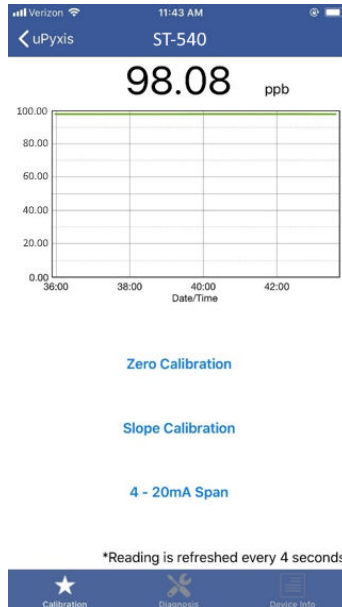 Verizon 11:43 AM
uPyxis ST-540
98.08 ppb
100.00
80.00
60.00
40.00
20.00
0.00
36:00 38:00 40:00 42:00
Date/Time
Zero Calibration
Slope Calibration
4 - 20mA Span
*Reading is refreshed every 4 seconds
Calibration Diagnosis Device Info